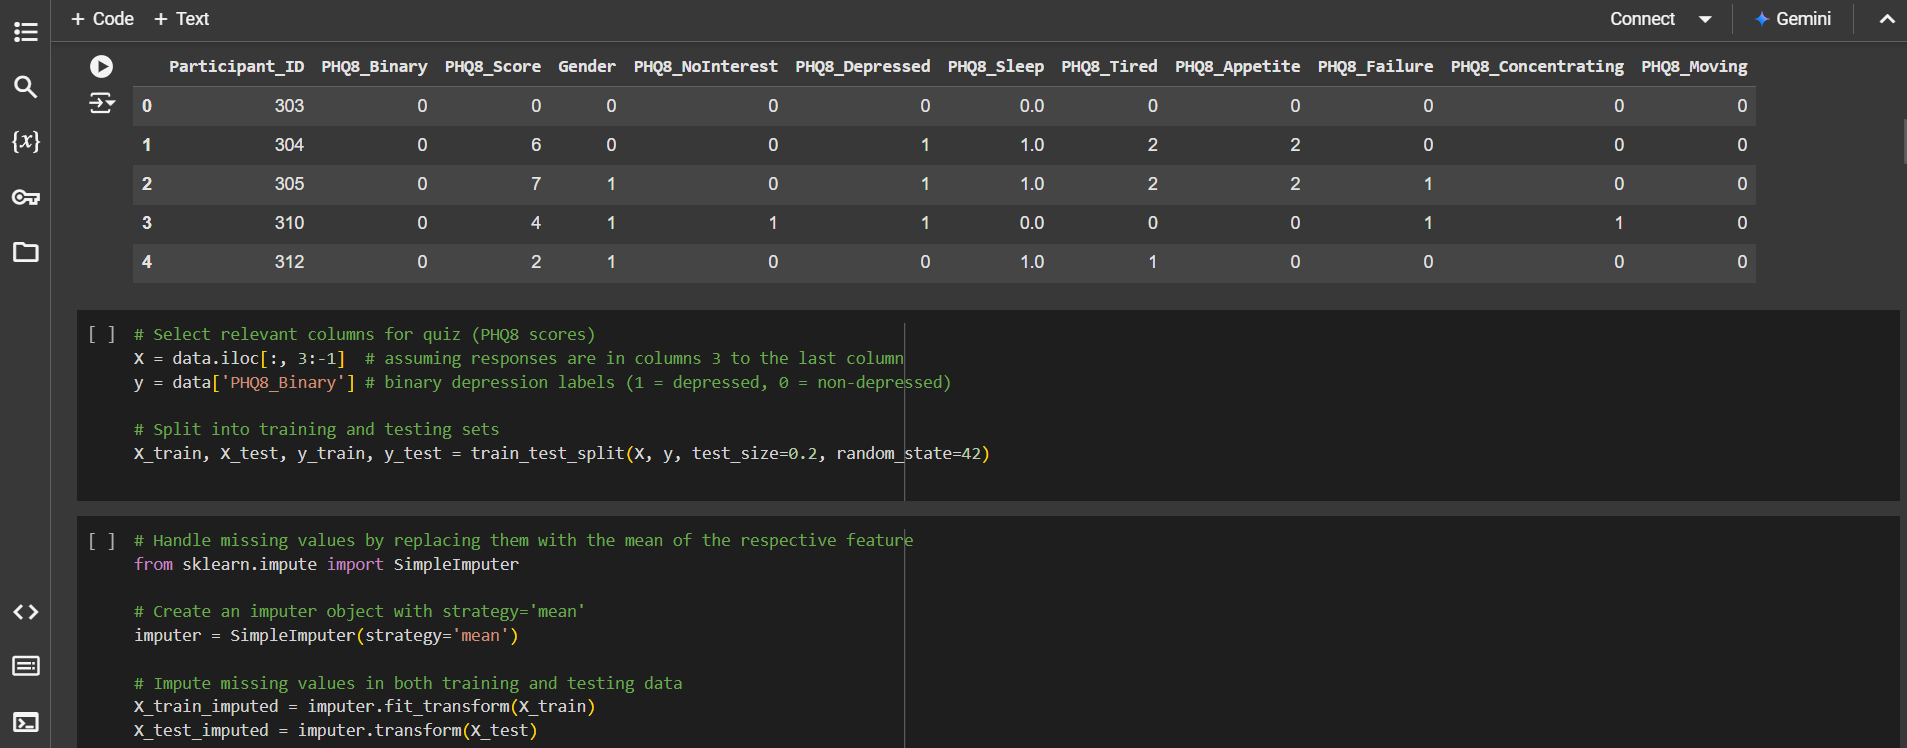 + Code + Text Connect Gemini
Participant_ID PHQ8_Binary PHQ8_Score Gender PHQ8_NoInterest PHQ8_Depressed PHQ8_Sleep PHQ8_Tired PHQ8_Appetite PHQ8_Failure PHQ8_Concentrating PHQ8_Moving
0 303 0 0 0 0 0 0.0 0 0 0 0 0
1 304 0 6 0 0 1 1.0 2 2 0 0 0
2 305 0 7 1 0 1 1.0 2 2 1 0 0
3 310 0 4 1 1 1 0.0 0 0 1 1 0
4 312 0 2 1 0 0 1.0 1 0 0 0 0
[ ] # Select relevant columns for quiz (PHQ8 scores)
X = data.iloc[:, 3:-1]  # assuming responses are in columns 3 to the last column
y = data['PHQ8_Binary'] # binary depression labels (1 = depressed, 0 = non-depressed)
# Split into training and testing sets
X_train, X_test, y_train, y_test = train_test_split(X, y, test_size=0.2, random_state=42)
[ ] # Handle missing values by replacing them with the mean of the respective feature
from sklearn.impute import SimpleImputer
# Create an imputer object with strategy='mean'
imputer = SimpleImputer(strategy='mean')
# Impute missing values in both training and testing data
X_train_imputed = imputer.fit_transform(X_train)
X_test_imputed = imputer.transform(X_test)
{x}